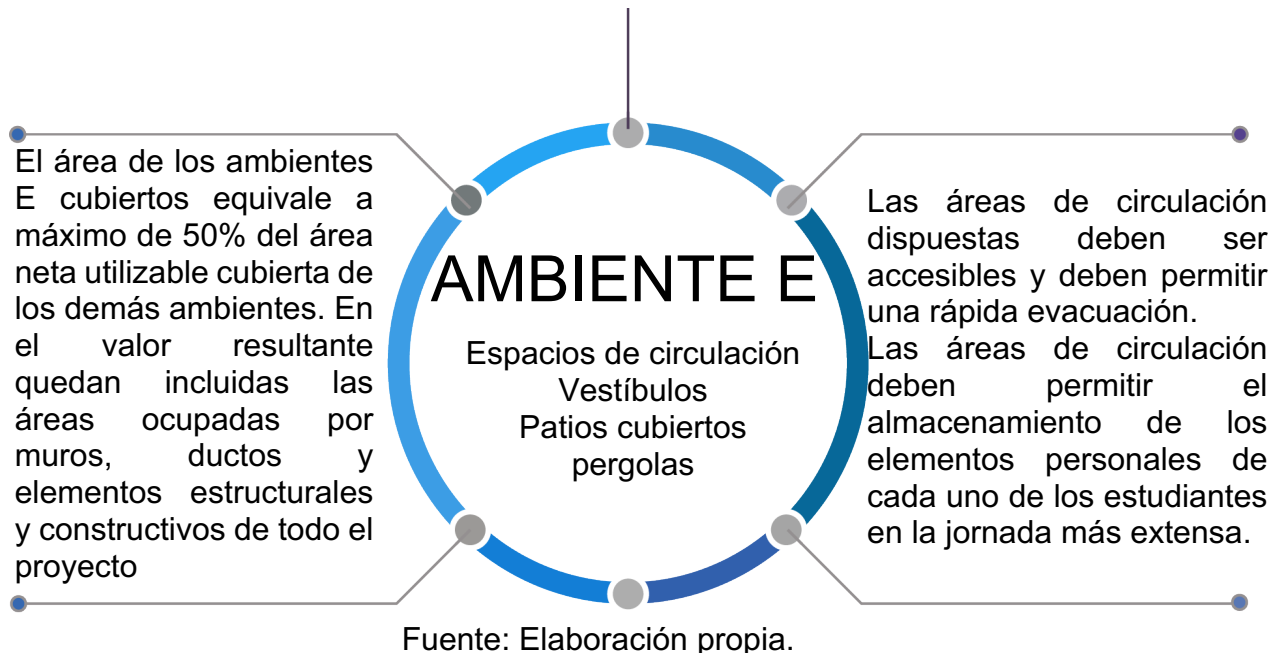 El área de los ambientes
E cubiertos equivale a
máximo de 50% del área
neta utilizable cubierta de
los demás ambientes. En
el valor resultante
quedan incluidas las
áreas ocupadas por
muros, ductos y
elementos estructurales
y constructivos de todo el
proyecto
AMBIENTE E
Espacios de circulación
Vestíbulos
Patios cubiertos
pergolas
Las áreas de circulación
dispuestas deben ser
accesibles y deben permitir
una rápida evacuación.
Las áreas de circulación
deben permitir el
almacenamiento de los
elementos personales de
cada uno de los estudiantes
en la jornada más extensa.
Fuente: Elaboración propia.